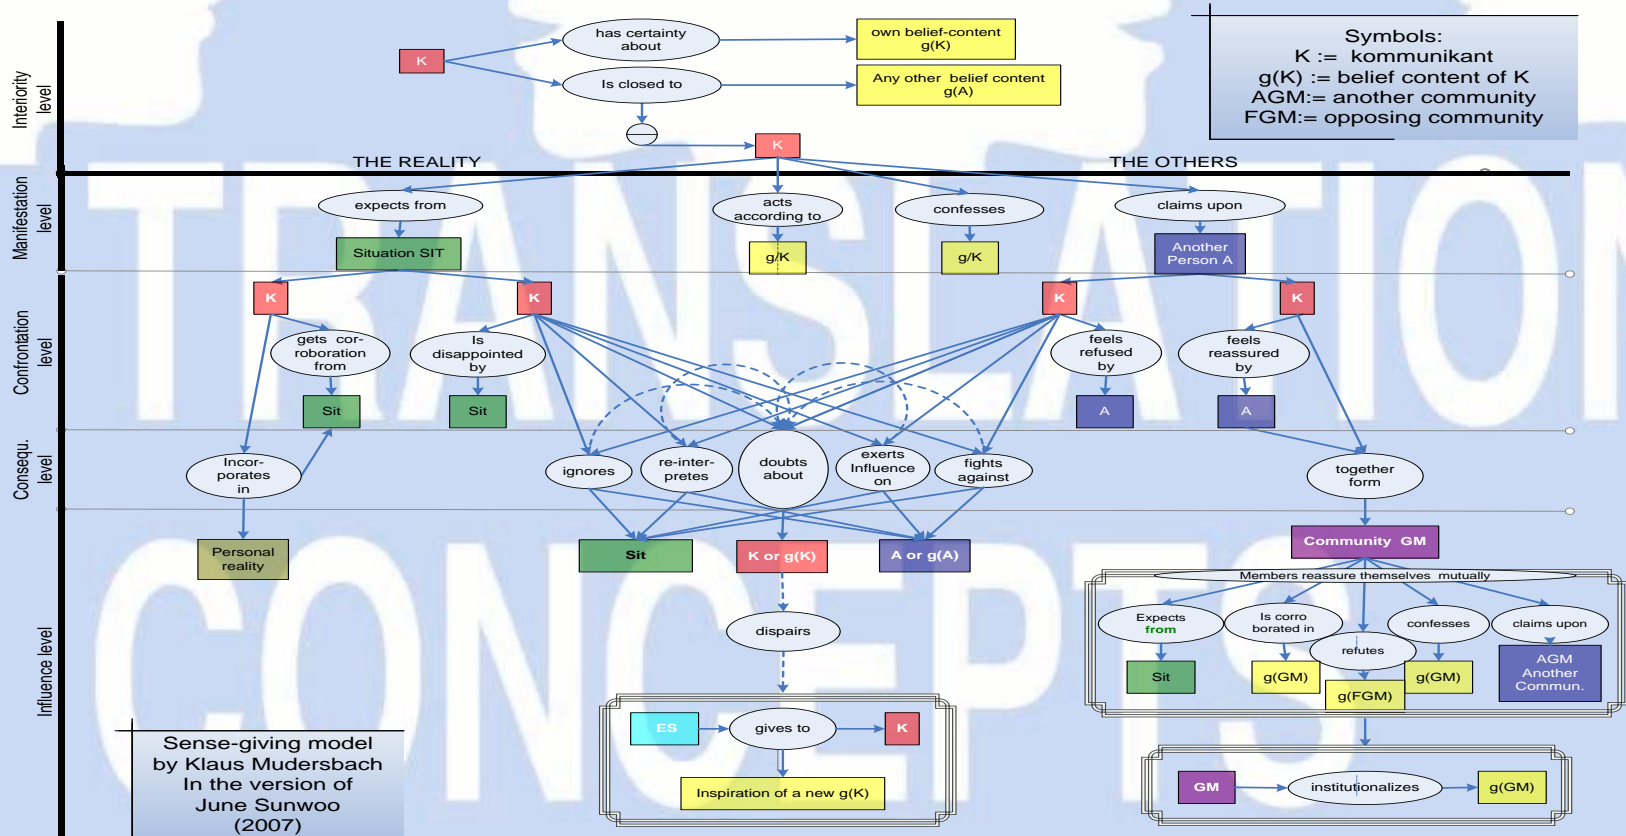 Interiority
level
K
has certainty
about
own belief-content
g(K)
Is closed to
Any other belief content
g(A)
Symbols:
K := kommunikant
g(K) := belief content of K
AGM:= another community
FGM:= opposing community
K
THE REALITY
THE OTHERS
Manifestation
level
expects from
acts
according to
confesses
claims upon
Situation SIT
g/K
g/K
Another
Person A
Confrontation
level
K
K
K
K
gets cor-
roboration
from
Is
disappointed
by
feels
refused
by
feels
reassured
by
Sit
Sit
A
A
Consequ.
level
Incor-
porates
in
ignores
re-inter-
pretes
doubts
about
exerts
Influence
on
fights
against
together
form
Influence level
Personal
reality
Sit
K or g(K)
A or g(A)
Community GM
Members reassure themselves mutually
Expects
from
Is corro
borated in
refutes
confesses
claims upon
Sit
g(GM)
g(FGM)
g(GM)
AGM
Another
Commun.
dispairs
ES
gives to
K
Inspiration of a new g(K)
GM
institutionalizes
g(GM)
Sense-giving model
by Klaus Mudersbach
In the version of
June Sunwoo
(2007)
TRANSLATION
CONCEPTS